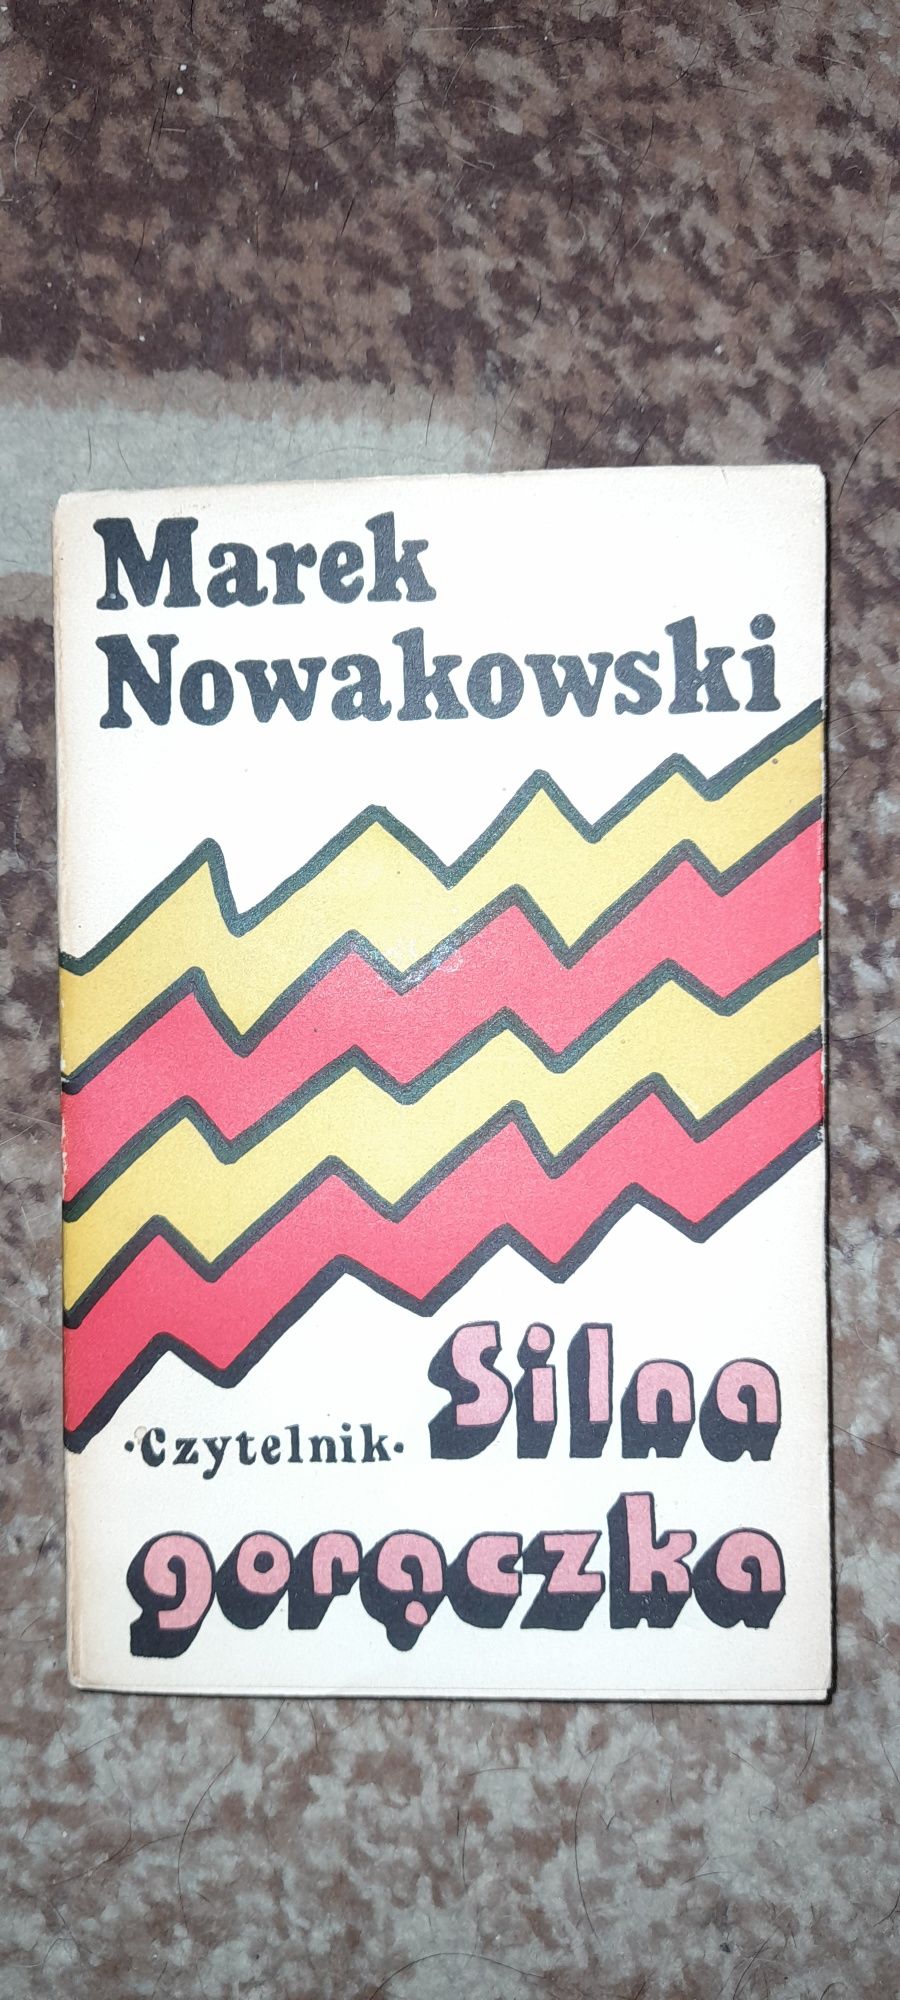 Marek
Nowakowski
Silna
·Czytelnik·
gorączka